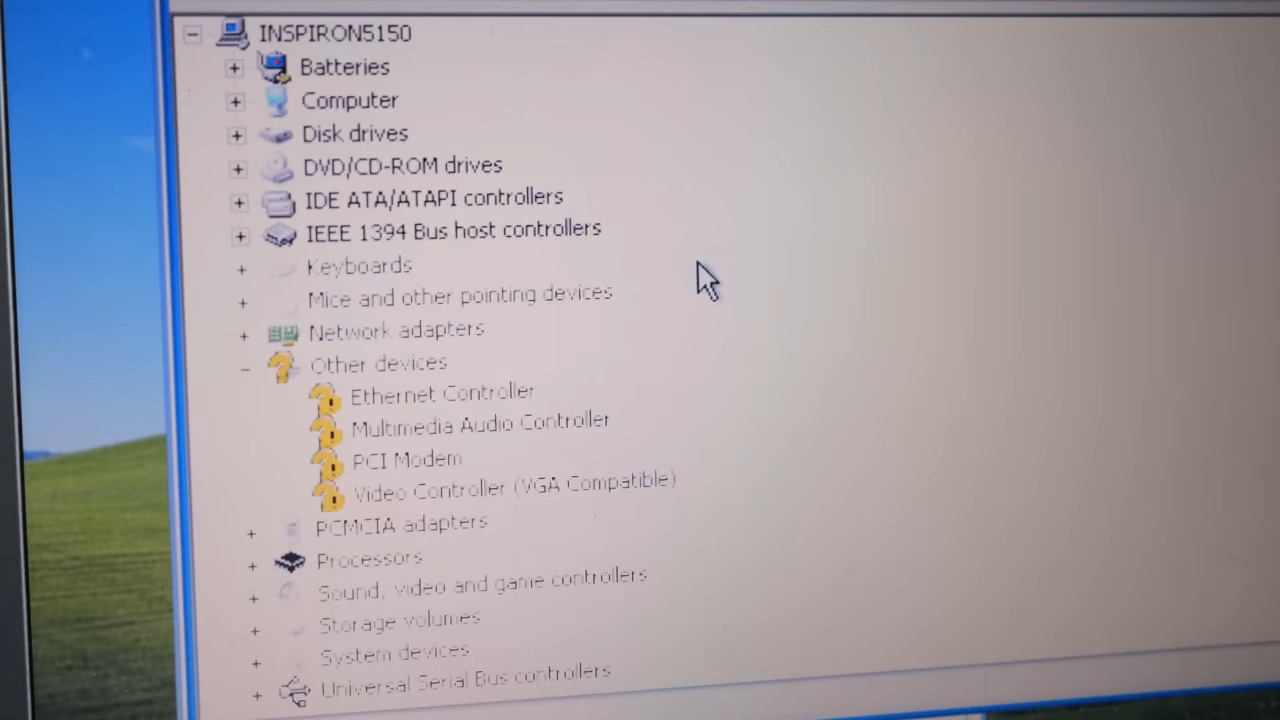 INSPIRON5150
Batteries
Computer
Disk drives
DVD/CD-ROM drives
IDE ATA/ATAPI controllers
IEEE 1394 Bus host controllers
Keyboards
Mice and other pointing devices
Network adapters
Other devices
Ethernet Controller
Multimedia Audio Controller
PCI Modem
Video Controller (VGA Compatible)
PCMCIA adapters
Processors
Sound, video and game controllers
Storage volumes
System devices
Universal Serial Bus controllers